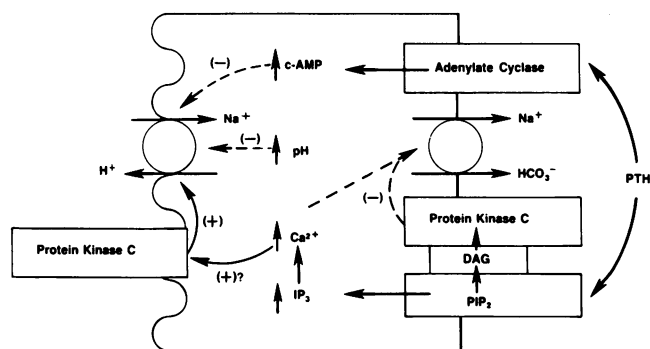 (−)
c-AMP
Adenylate Cyclase
Na⁺
(−)
pH
H⁺
Na⁺
HCO₃⁻
PTH
(−)
(+)
Protein Kinase C
Protein Kinase C
Ca²⁺
DAG
(+)?
IP₃
PIP₂